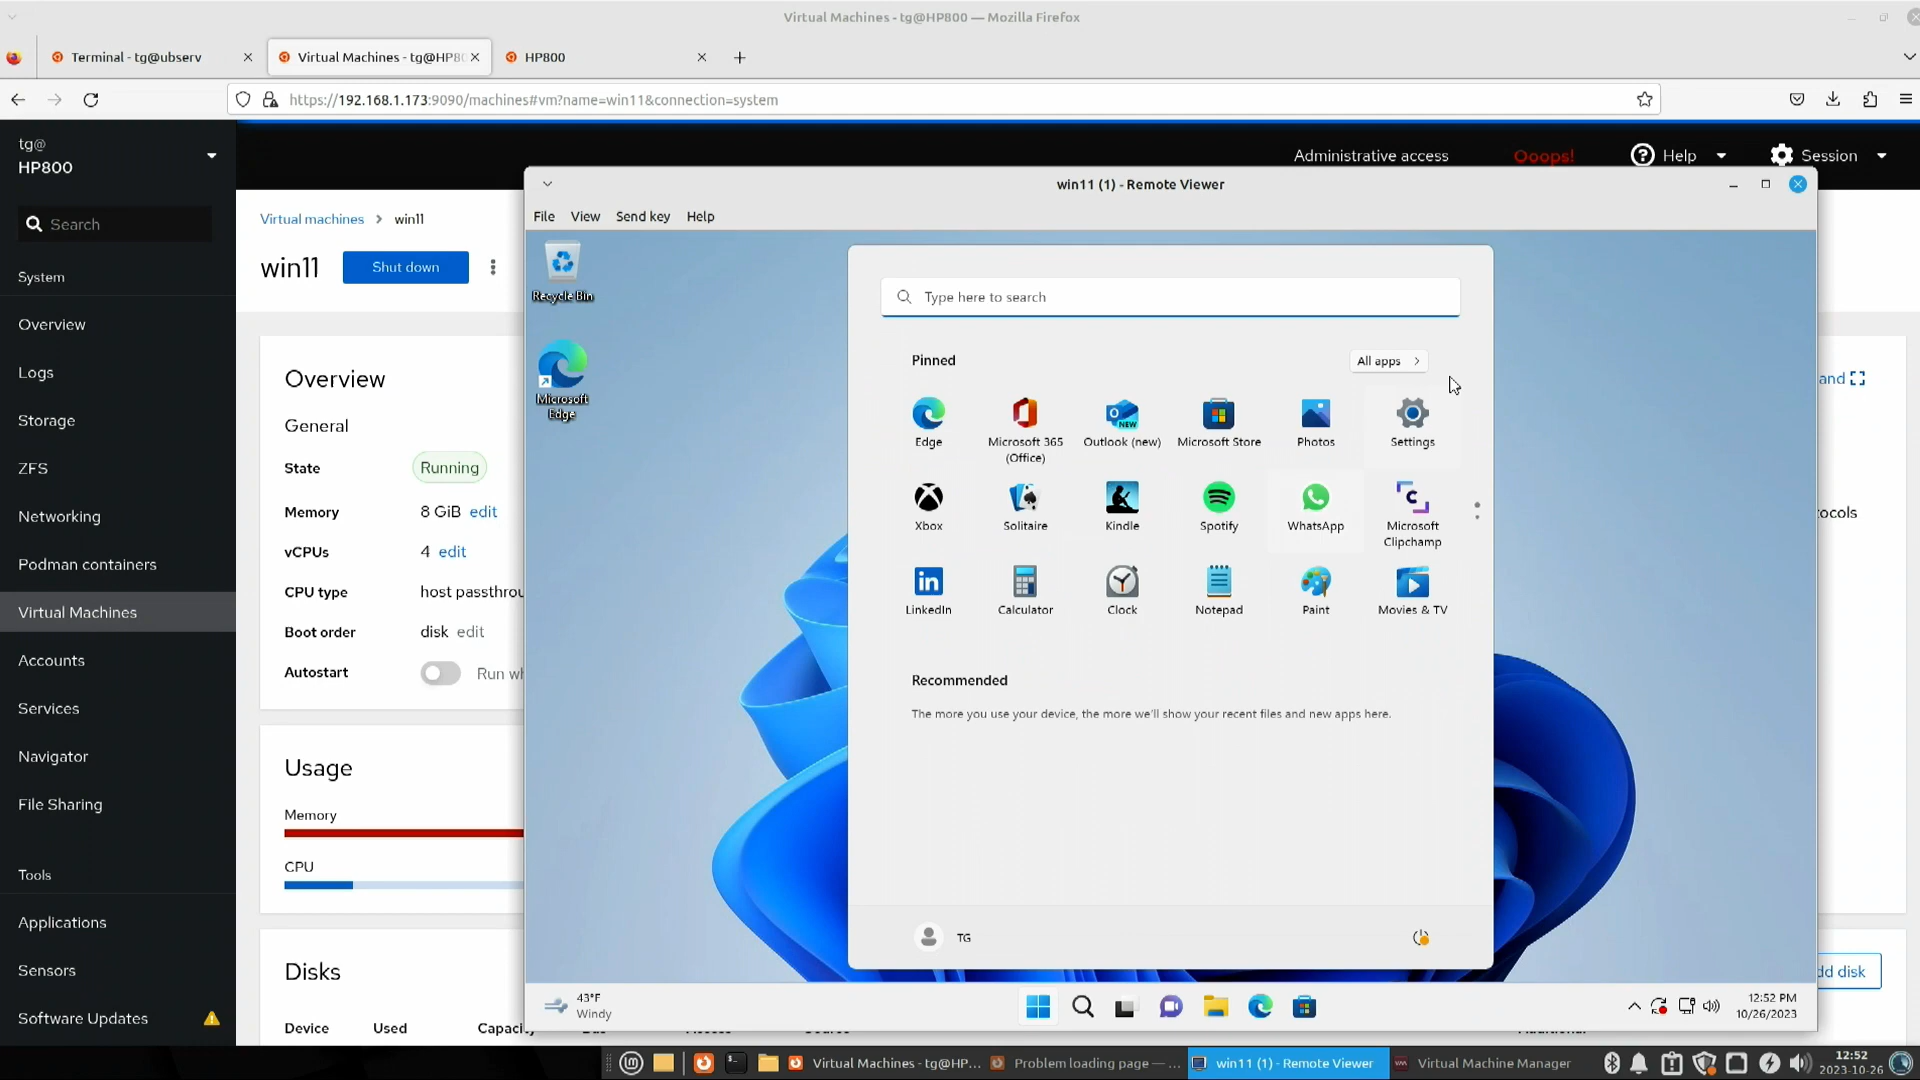 Virtual Machines - tg@HP800 — Mozilla Firefox
Terminal - tg@ubserv
Virtual Machines - tg@HP80
HP800
https://192.168.1.173:9090/machines#vm?name=win11&connection=system
tg@
HP800
Administrative access
Ooops!
Help
Session
Search
System
Overview
Logs
Storage
ZFS
Networking
Podman containers
Virtual Machines
Accounts
Services
Navigator
File Sharing
Tools
Applications
Sensors
Software Updates
Virtual machines > win11
win11
Shut down
Overview
General
State Running
Memory 8 GiB edit
vCPUs 4 edit
CPU type host passthrou
Boot order disk edit
Autostart Run wh
Usage
Memory
CPU
Disks
Device Used Capacity
and
ocols
dd disk
win11 (1) - Remote Viewer
File View Send key Help
Recycle Bin
Microsoft
Edge
Type here to search
Pinned
All apps >
Edge
Microsoft 365
(Office)
Outlook (new)
NEW
Microsoft Store
Photos
Settings
Xbox
Solitaire
Kindle
Spotify
WhatsApp
Microsoft
Clipchamp
LinkedIn
Calculator
Clock
Notepad
Paint
Movies & TV
Recommended
The more you use your device, the more we'll show your recent files and new apps here.
TG
43°F
Windy
12:52 PM
10/26/2023
Virtual Machines - tg@HP...
Problem loading page — ...
win11 (1) - Remote Viewer
Virtual Machine Manager
12:52
2023-10-26